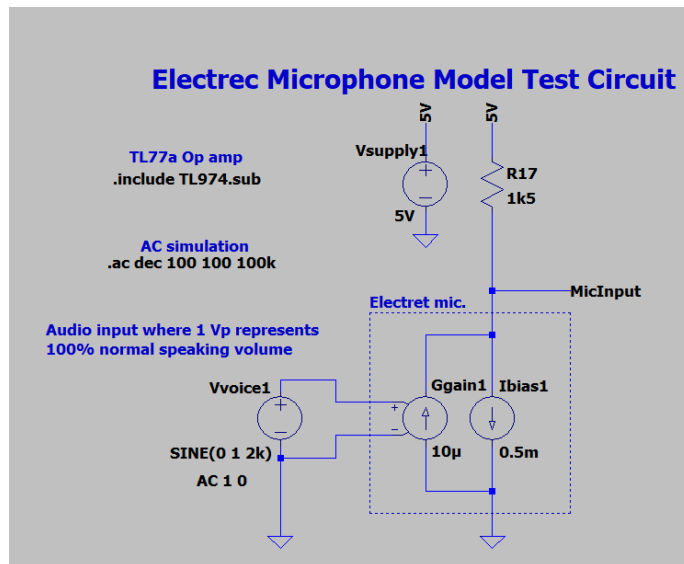 Electrec Microphone Model Test Circuit
5V
5V
Vsupply1
TL77a Op amp
.include TL974.sub
R17
1k5
5V
AC simulation
.ac dec 100 100 100k
MicInput
Electret mic.
Audio input where 1 Vp represents
100% normal speaking volume
Vvoice1
Ggain1
Ibias1
SINE(0 1 2k)
10µ
0.5m
AC 1 0